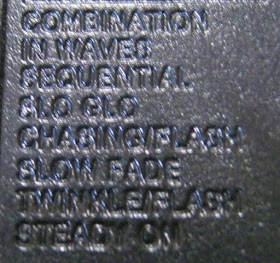 COMBINATION
IN WAVES
SEQUENTIAL
SLO GLO
CHASING/FLASH
SLOW FADE
TWINKLE/FLASH
STEADY ON